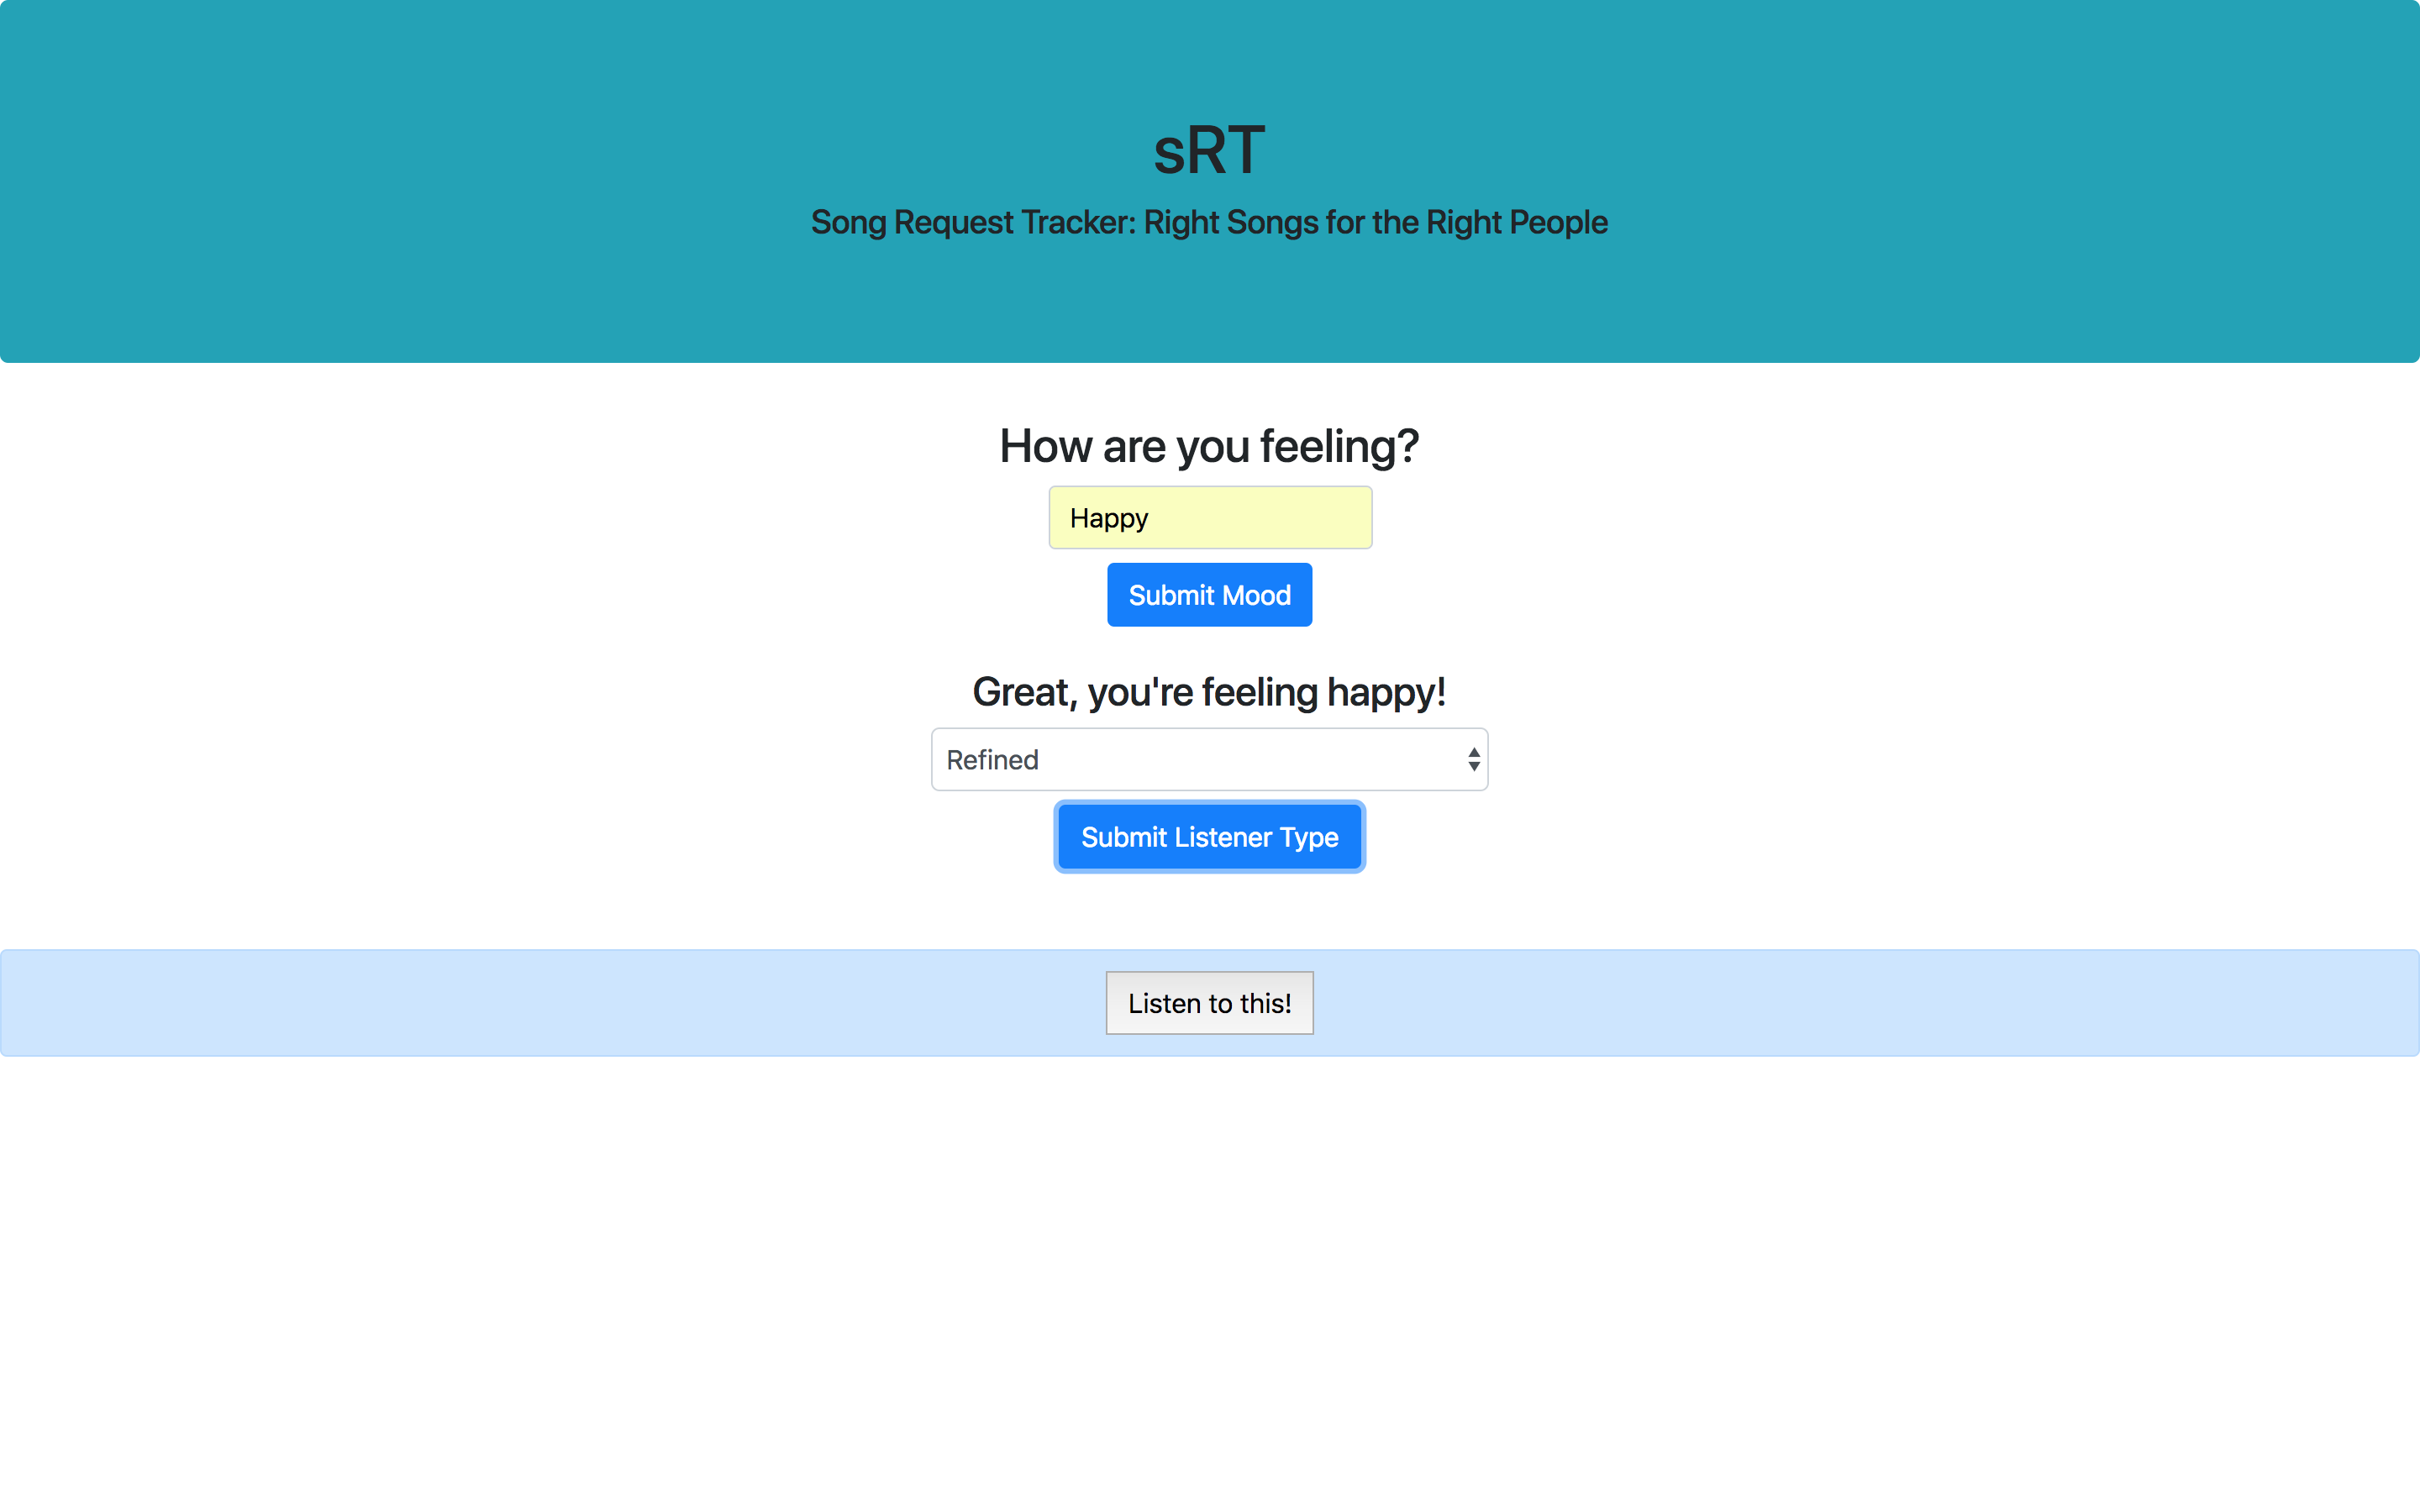 sRT
Song Request Tracker: Right Songs for the Right People
How are you feeling?
Happy
Submit Mood
Great, you're feeling happy!
Refined
Submit Listener Type
Listen to this!